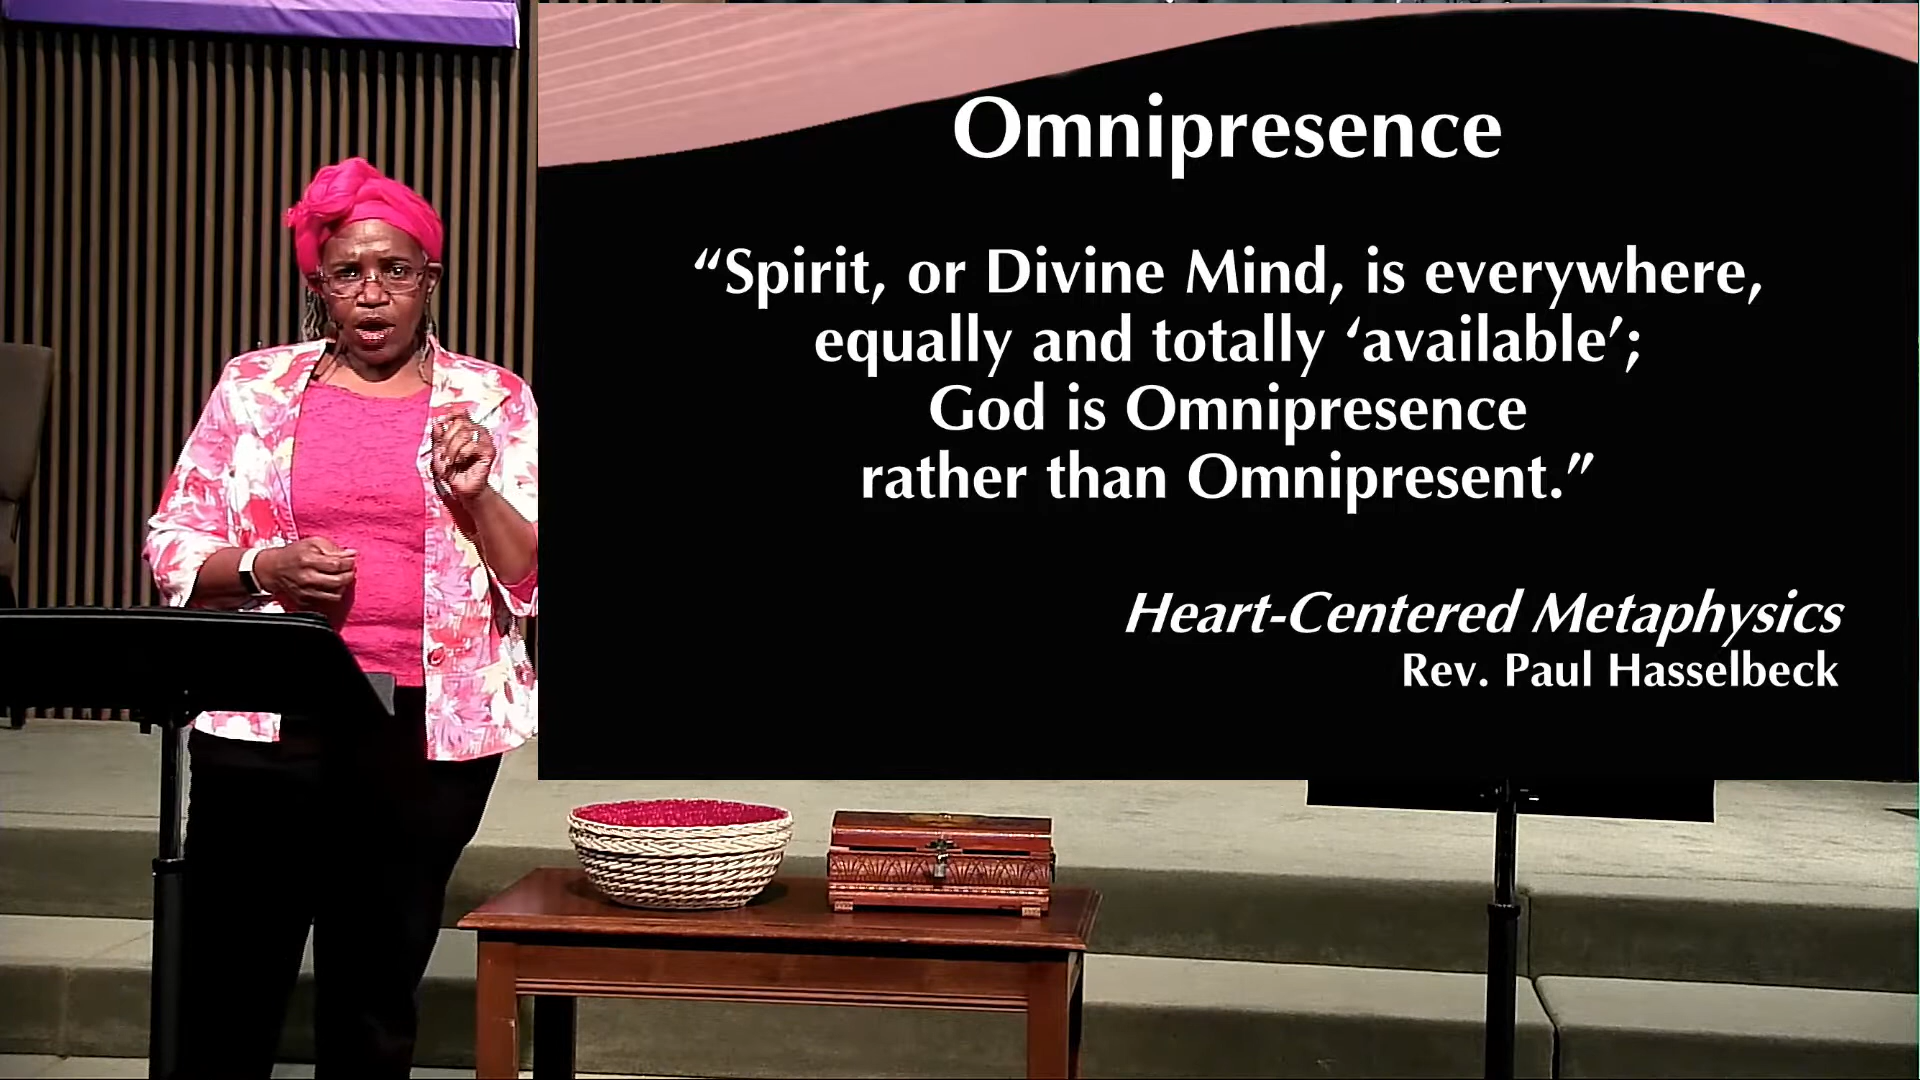 Omnipresence
“Spirit, or Divine Mind, is everywhere,
equally and totally ‘available’;
God is Omnipresence
rather than Omnipresent.”
Heart-Centered Metaphysics
Rev. Paul Hasselbeck